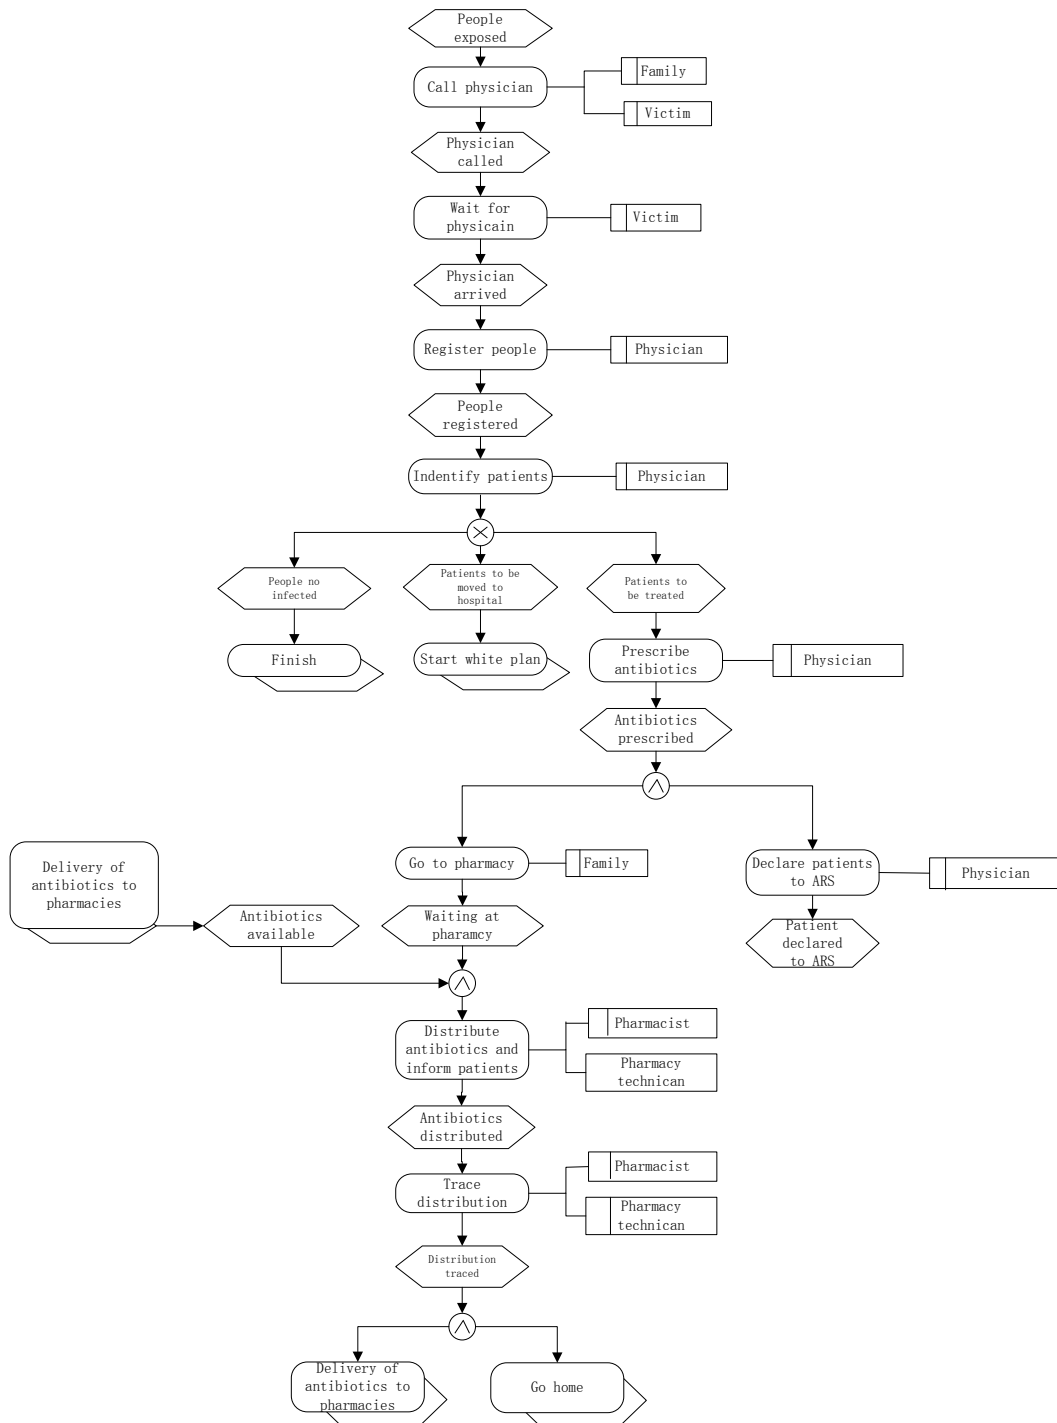 People
exposed
Call physician
Family
Victim
Physician
called
Wait for
physicain
Victim
Physician
arrived
Register people
Physician
People
registered
Indentify patients
Physician
People no
infected
Patients to be
moved to
hospital
Patients to
be treated
Finish
Start white plan
Prescribe
antibiotics
Physician
Antibiotics
prescribed
Go to pharmacy
Family
Declare patients
to ARS
Physician
Delivery of
antibiotics to
pharmacies
Antibiotics
available
Waiting at
pharamcy
Patient
declared
to ARS
Distribute
antibiotics and
inform patients
Pharmacist
Pharmacy
technican
Antibiotics
distributed
Trace
distribution
Pharmacist
Pharmacy
technican
Distribution
traced
Delivery of
antibiotics to
pharmacies
Go home